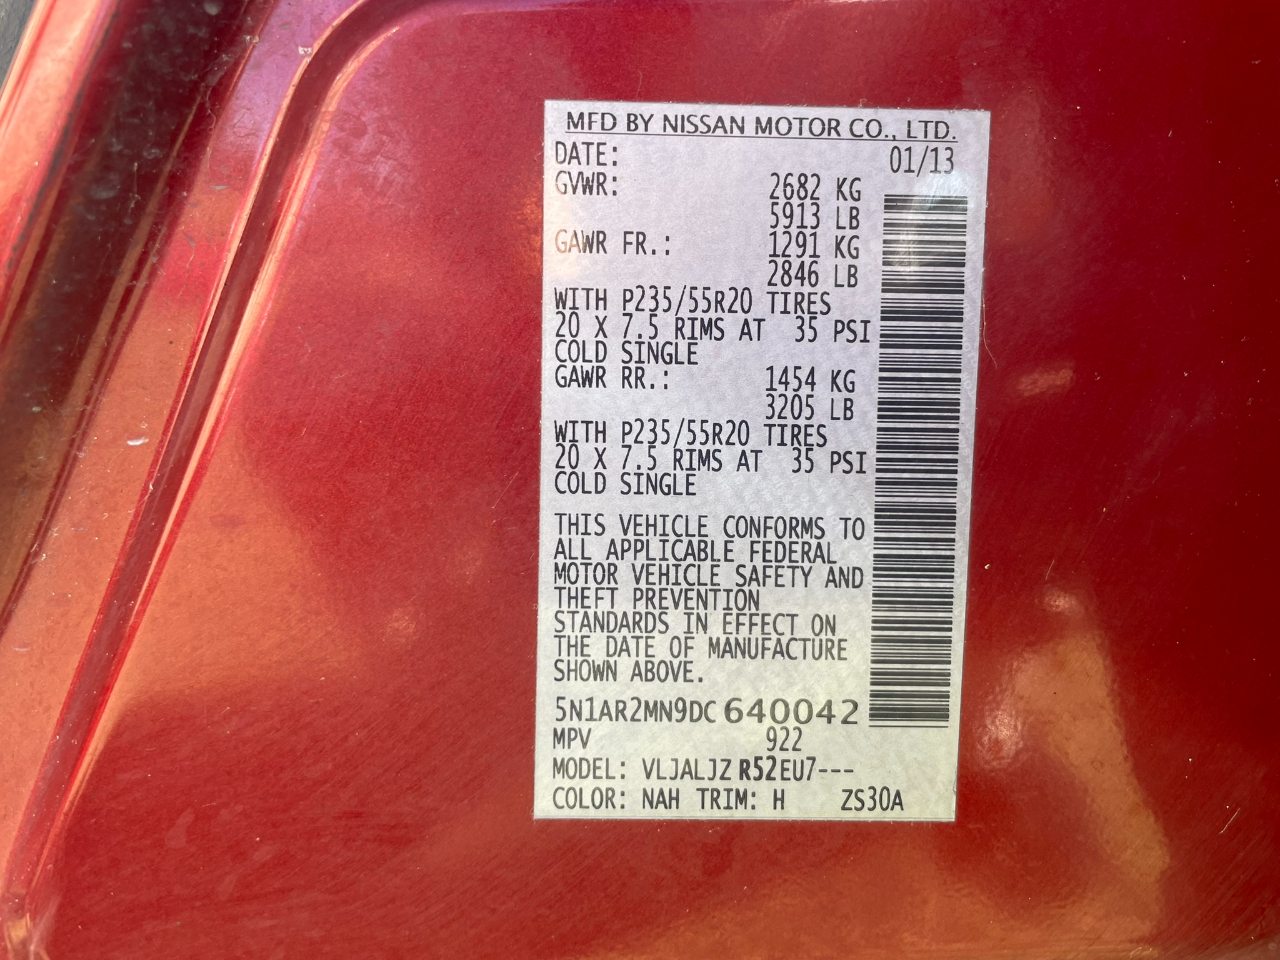 MFD BY NISSAN MOTOR CO., LTD.
DATE: 01/13
GVWR: 2682 KG
5913 LB
GAWR FR.: 1291 KG
2846 LB
WITH P235/55R20 TIRES
20 X 7.5 RIMS AT 35 PSI
COLD SINGLE
GAWR RR.: 1454 KG
3205 LB
WITH P235/55R20 TIRES
20 X 7.5 RIMS AT 35 PSI
COLD SINGLE
THIS VEHICLE CONFORMS TO
ALL APPLICABLE FEDERAL
MOTOR VEHICLE SAFETY AND
THEFT PREVENTION
STANDARDS IN EFFECT ON
THE DATE OF MANUFACTURE
SHOWN ABOVE.
5N1AR2MN9DC640042
MPV 922
MODEL: VLJALJZ R52EU7---
COLOR: NAH TRIM: H ZS30A